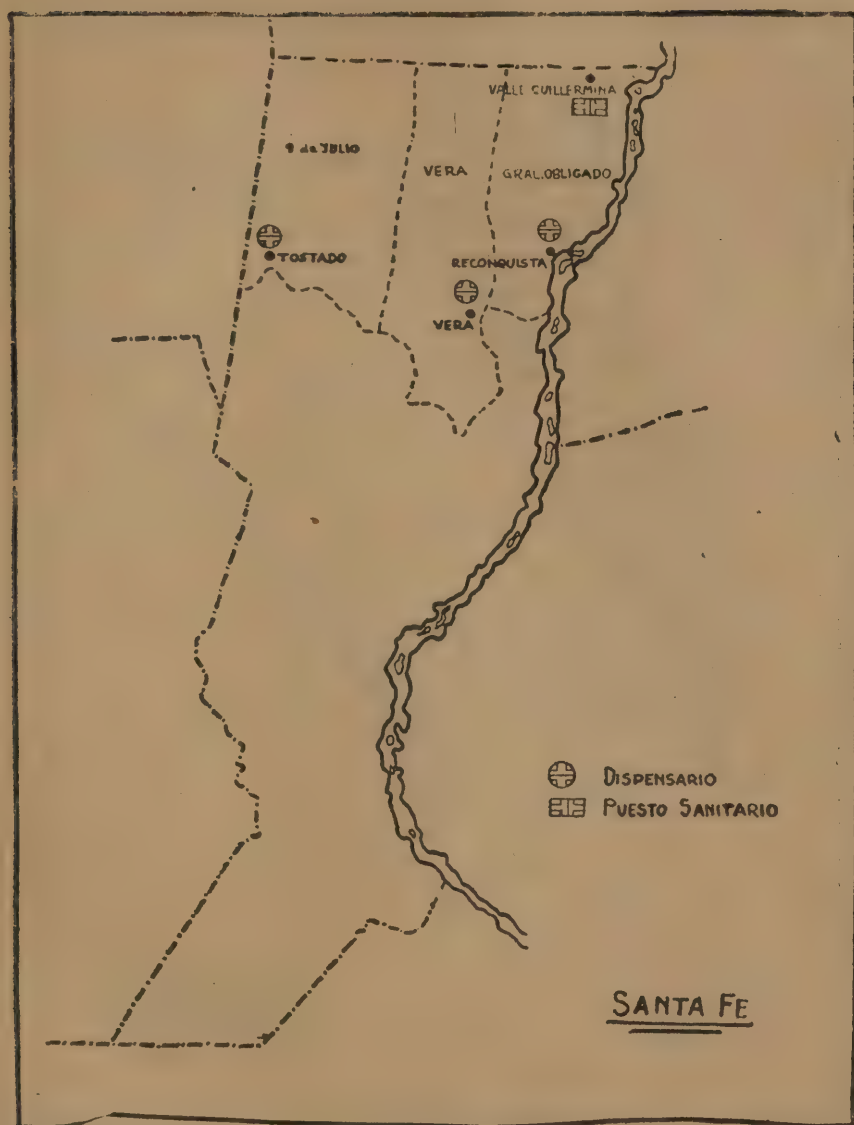 VALLE GUILLERMINA
9 de JULIO
VERA
GRAL. OBLIGADO
TOSTADO
RECONQUISTA
VERA
DISPENSARIO
PUESTO SANITARIO
SANTA FE